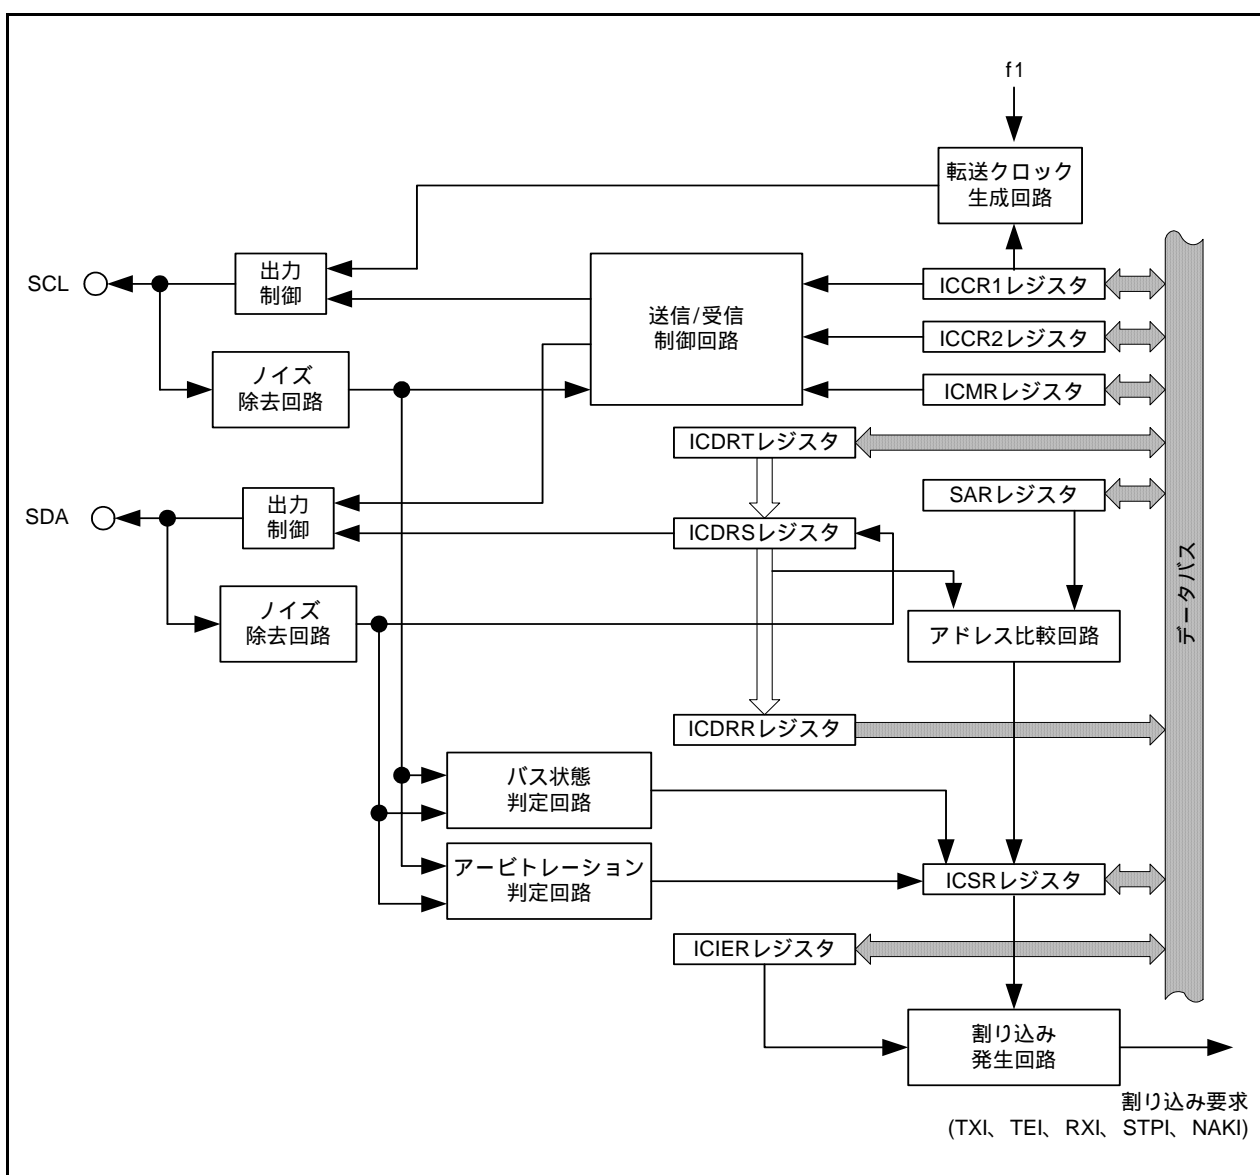 f1
転送クロック
生成回路
SCL
出力
制御
送信/受信
制御回路
ICCR1レジスタ
ICCR2レジスタ
ICMRレジスタ
ノイズ
除去回路
ICDRTレジスタ
SARレジスタ
SDA
出力
制御
ICDRSレジスタ
データバス
ノイズ
除去回路
アドレス比較回路
ICDRRレジスタ
バス状態
判定回路
アービトレーション
判定回路
ICSRレジスタ
ICIERレジスタ
割り込み
発生回路
割り込み要求
(TXI、TEI、RXI、STPI、NAKI)